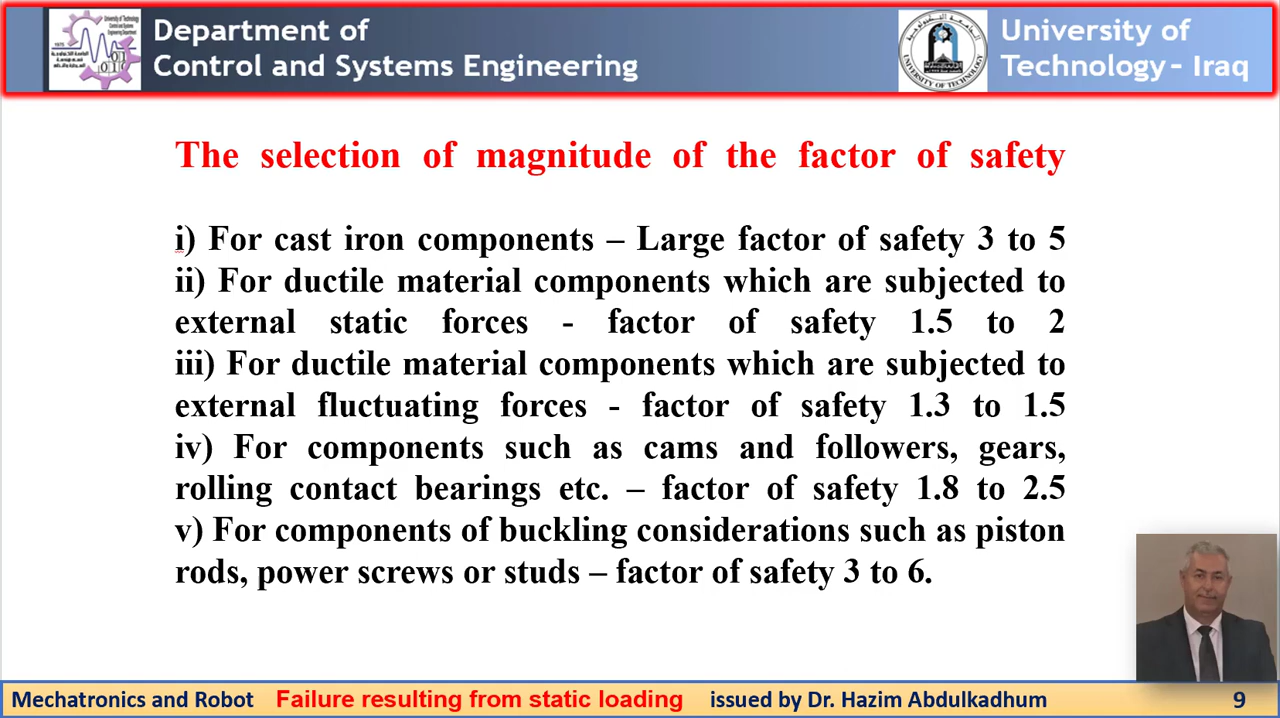 Department of
Control and Systems Engineering
University of
Technology - Iraq
The selection of magnitude of the factor of safety
i) For cast iron components – Large factor of safety 3 to 5
ii) For ductile material components which are subjected to
external static forces - factor of safety 1.5 to 2
iii) For ductile material components which are subjected to
external fluctuating forces - factor of safety 1.3 to 1.5
iv) For components such as cams and followers, gears,
rolling contact bearings etc. – factor of safety 1.8 to 2.5
v) For components of buckling considerations such as piston
rods, power screws or studs – factor of safety 3 to 6.
Mechatronics and Robot Failure resulting from static loading issued by Dr. Hazim Abdulkadhum 9